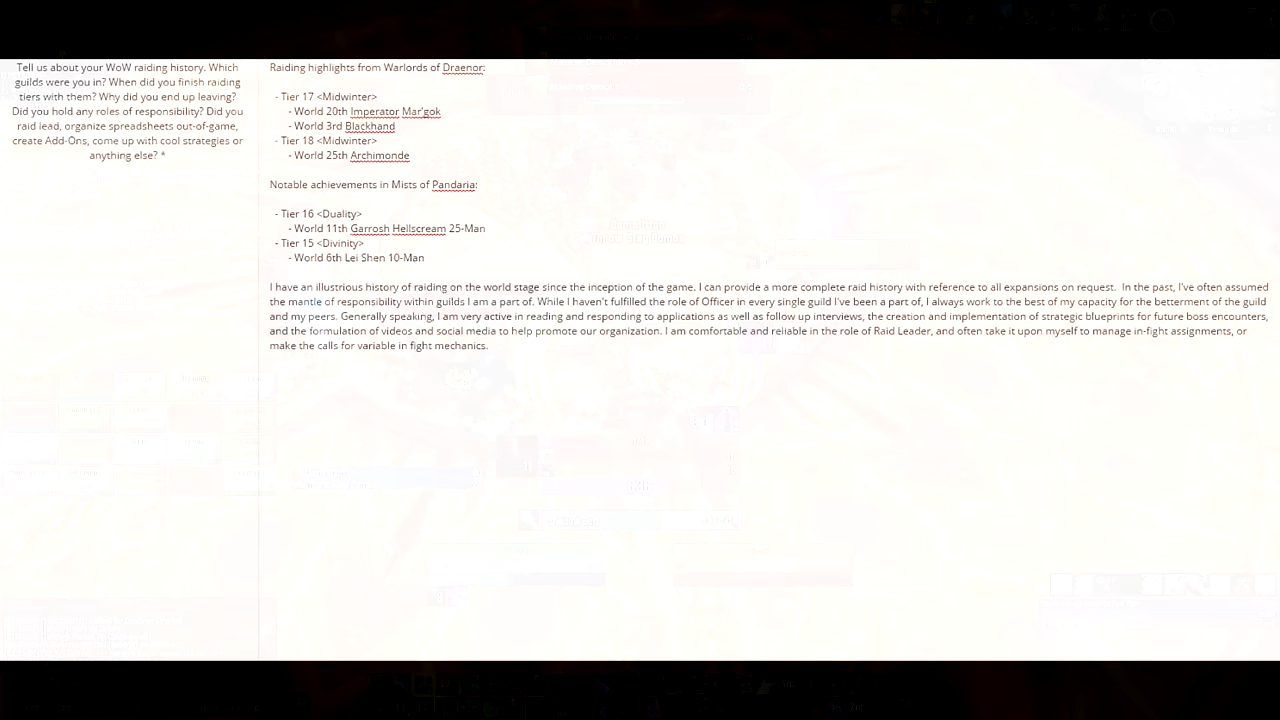 Tell us about your WoW raiding history. Which
guilds were you in? When did you finish raiding
tiers with them? Why did you end up leaving?
Did you hold any roles of responsibility? Did you
raid lead, organize spreadsheets out-of-game,
create Add-Ons, come up with cool strategies or
anything else? *
Raiding highlights from Warlords of Draenor:
- Tier 17 <Midwinter>
- World 20th Imperator Mar'gok
- World 3rd Blackhand
- Tier 18 <Midwinter>
- World 25th Archimonde
Notable achievements in Mists of Pandaria:
- Tier 16 <Duality>
- World 11th Garrosh Hellscream 25-Man
- Tier 15 <Divinity>
- World 6th Lei Shen 10-Man
I have an illustrious history of raiding on the world stage since the inception of the game. I can provide a more complete raid history with reference to all expansions on request. In the past, I've often assumed
the mantle of responsibility within guilds I am a part of. While I haven't fulfilled the role of Officer in every single guild I've been a part of, I always work to the best of my capacity for the betterment of the guild
and my peers. Generally speaking, I am very active in reading and responding to applications as well as follow up interviews, the creation and implementation of strategic blueprints for future boss encounters,
and the formulation of videos and social media to help promote our organization. I am comfortable and reliable in the role of Raid Leader, and often take it upon myself to manage in-fight assignments, or
make the calls for variable in fight mechanics.